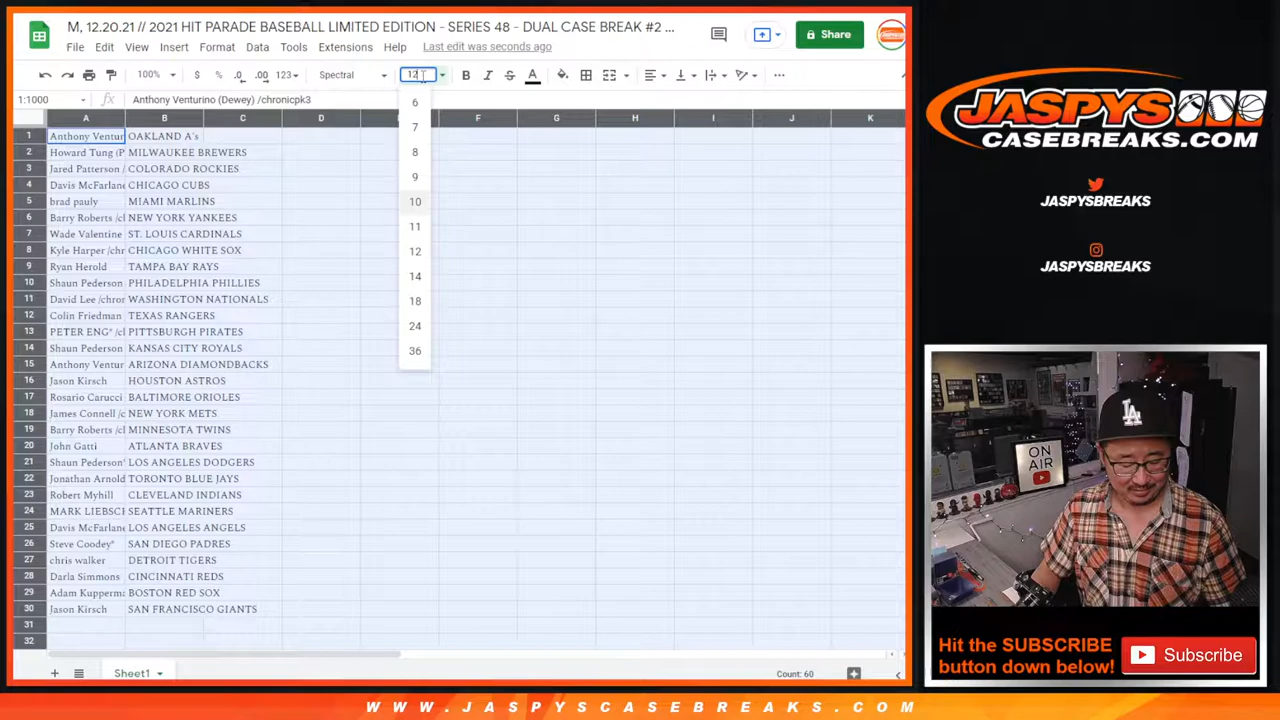 M, 12.20.21 // 2021 HIT PARADE BASEBALL LIMITED EDITION - SERIES 48 - DUAL CASE BREAK #2 ...
File Edit View Insert Format Data Tools Extensions Help Last edit was seconds ago
Share
100% $ % .0 .00 123 Spectral 12 B I S A
1:1000 fx Anthony Venturino (Dewey) /chronicpk3
A B C D F G H I J K
1 Anthony Ventur OAKLAND A's
2 Howard Tung (P MILWAUKEE BREWERS
3 Jared Patterson / COLORADO ROCKIES
4 Davis McFarlane CHICAGO CUBS
5 brad pauly MIAMI MARLINS
6 Barry Roberts /cl NEW YORK YANKEES
7 Wade Valentine ST. LOUIS CARDINALS
8 Kyle Harper /chr CHICAGO WHITE SOX
9 Ryan Herold TAMPA BAY RAYS
10 Shaun Pederson PHILADELPHIA PHILLIES
11 David Lee /chron WASHINGTON NATIONALS
12 Colin Friedman TEXAS RANGERS
13 PETER ENG* /cl PITTSBURGH PIRATES
14 Shaun Pederson KANSAS CITY ROYALS
15 Anthony Ventur ARIZONA DIAMONDBACKS
16 Jason Kirsch HOUSTON ASTROS
17 Rosario Carucci BALTIMORE ORIOLES
18 James Connell /c NEW YORK METS
19 Barry Roberts /cl MINNESOTA TWINS
20 John Gatti ATLANTA BRAVES
21 Shaun Pederson* LOS ANGELES DODGERS
22 Jonathan Arnold TORONTO BLUE JAYS
23 Robert Myhill CLEVELAND INDIANS
24 MARK LIEBSCH SEATTLE MARINERS
25 Davis McFarlane LOS ANGELES ANGELS
26 Steve Coodey* SAN DIEGO PADRES
27 chris walker DETROIT TIGERS
28 Darla Simmons CINCINNATI REDS
29 Adam Kupperma BOSTON RED SOX
30 Jason Kirsch SAN FRANCISCO GIANTS
31
32
6
7
8
9
10
11
12
14
18
24
36
Sheet1
Count: 60
JASPYS
CASEBREAKS.COM
JASPYSBREAKS
JASPYSBREAKS
LA
ON
AIR
Hit the SUBSCRIBE
button down below!
Subscribe
WWW.JASPYSCASEBREAKS.COM